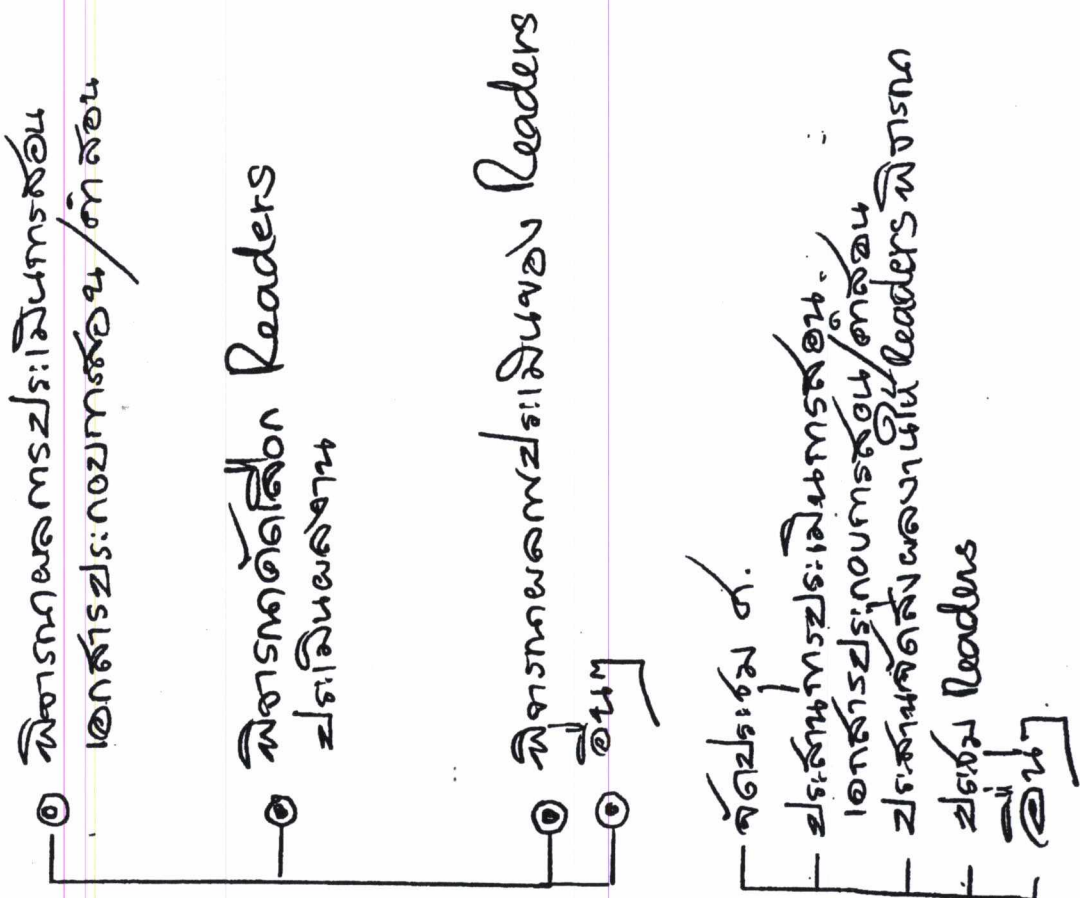 พิจารณาผลการประเมินการสอน
เอกสารประกอบการสอน/คำสอน
พิจารณาคัดเลือก Readers
ประเมินผลงาน
พิจารณาผลการประเมินของ Readers
อื่นๆ
จัดประชุม ศ.
ประสานการประเมินการสอน.
เอกสารประกอบการสอน/คำสอน
ประสานจัดส่งผลงานให้ Readers พิจารณา
ประชุม Readers
อื่นๆ